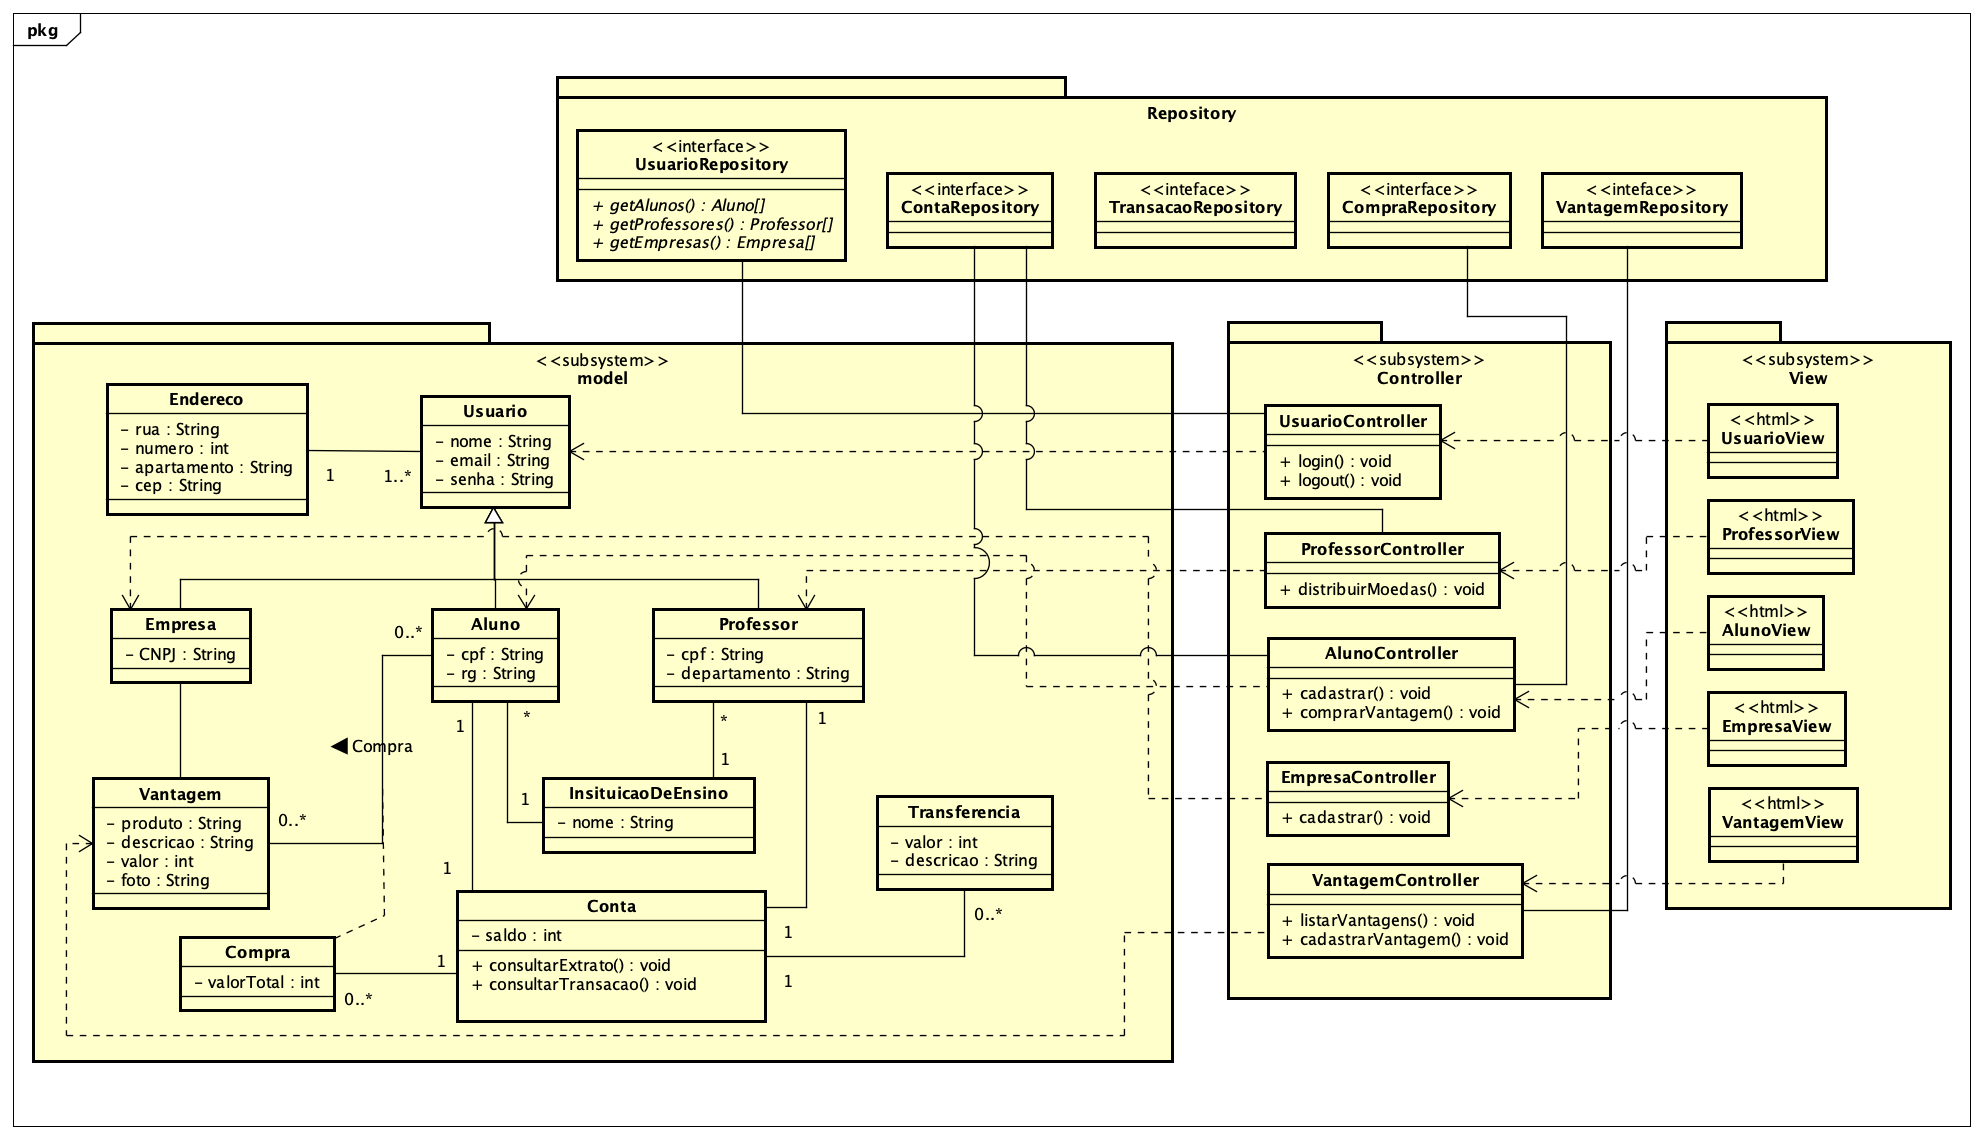 pkg
Repository
<<interface>>
UsuarioRepository
+ getAlunos() : Aluno[]
+ getProfessores() : Professor[]
+ getEmpresas() : Empresa[]
<<interface>>
ContaRepository
<<inteface>>
TransacaoRepository
<<interface>>
CompraRepository
<<inteface>>
VantagemRepository
<<subsystem>>
model
Endereco
- rua : String
- numero : int
- apartamento : String
- cep : String
1
1..*
Usuario
- nome : String
- email : String
- senha : String
Empresa
- CNPJ : String
0..*
Aluno
- cpf : String
- rg : String
Professor
- cpf : String
- departamento : String
1
*
*
1
◀ Compra
1
1
Vantagem
- produto : String
- descricao : String
- valor : int
- foto : String
0..*
InsituicaoDeEnsino
- nome : String
Transferencia
- valor : int
- descricao : String
0..*
1
Conta
- saldo : int
+ consultarExtrato() : void
+ consultarTransacao() : void
1
1
Compra
- valorTotal : int
1
0..*
<<subsystem>>
Controller
UsuarioController
+ login() : void
+ logout() : void
ProfessorController
+ distribuirMoedas() : void
AlunoController
+ cadastrar() : void
+ comprarVantagem() : void
EmpresaController
+ cadastrar() : void
VantagemController
+ listarVantagens() : void
+ cadastrarVantagem() : void
<<subsystem>>
View
<<html>>
UsuarioView
<<html>>
ProfessorView
<<html>>
AlunoView
<<html>>
EmpresaView
<<html>>
VantagemView